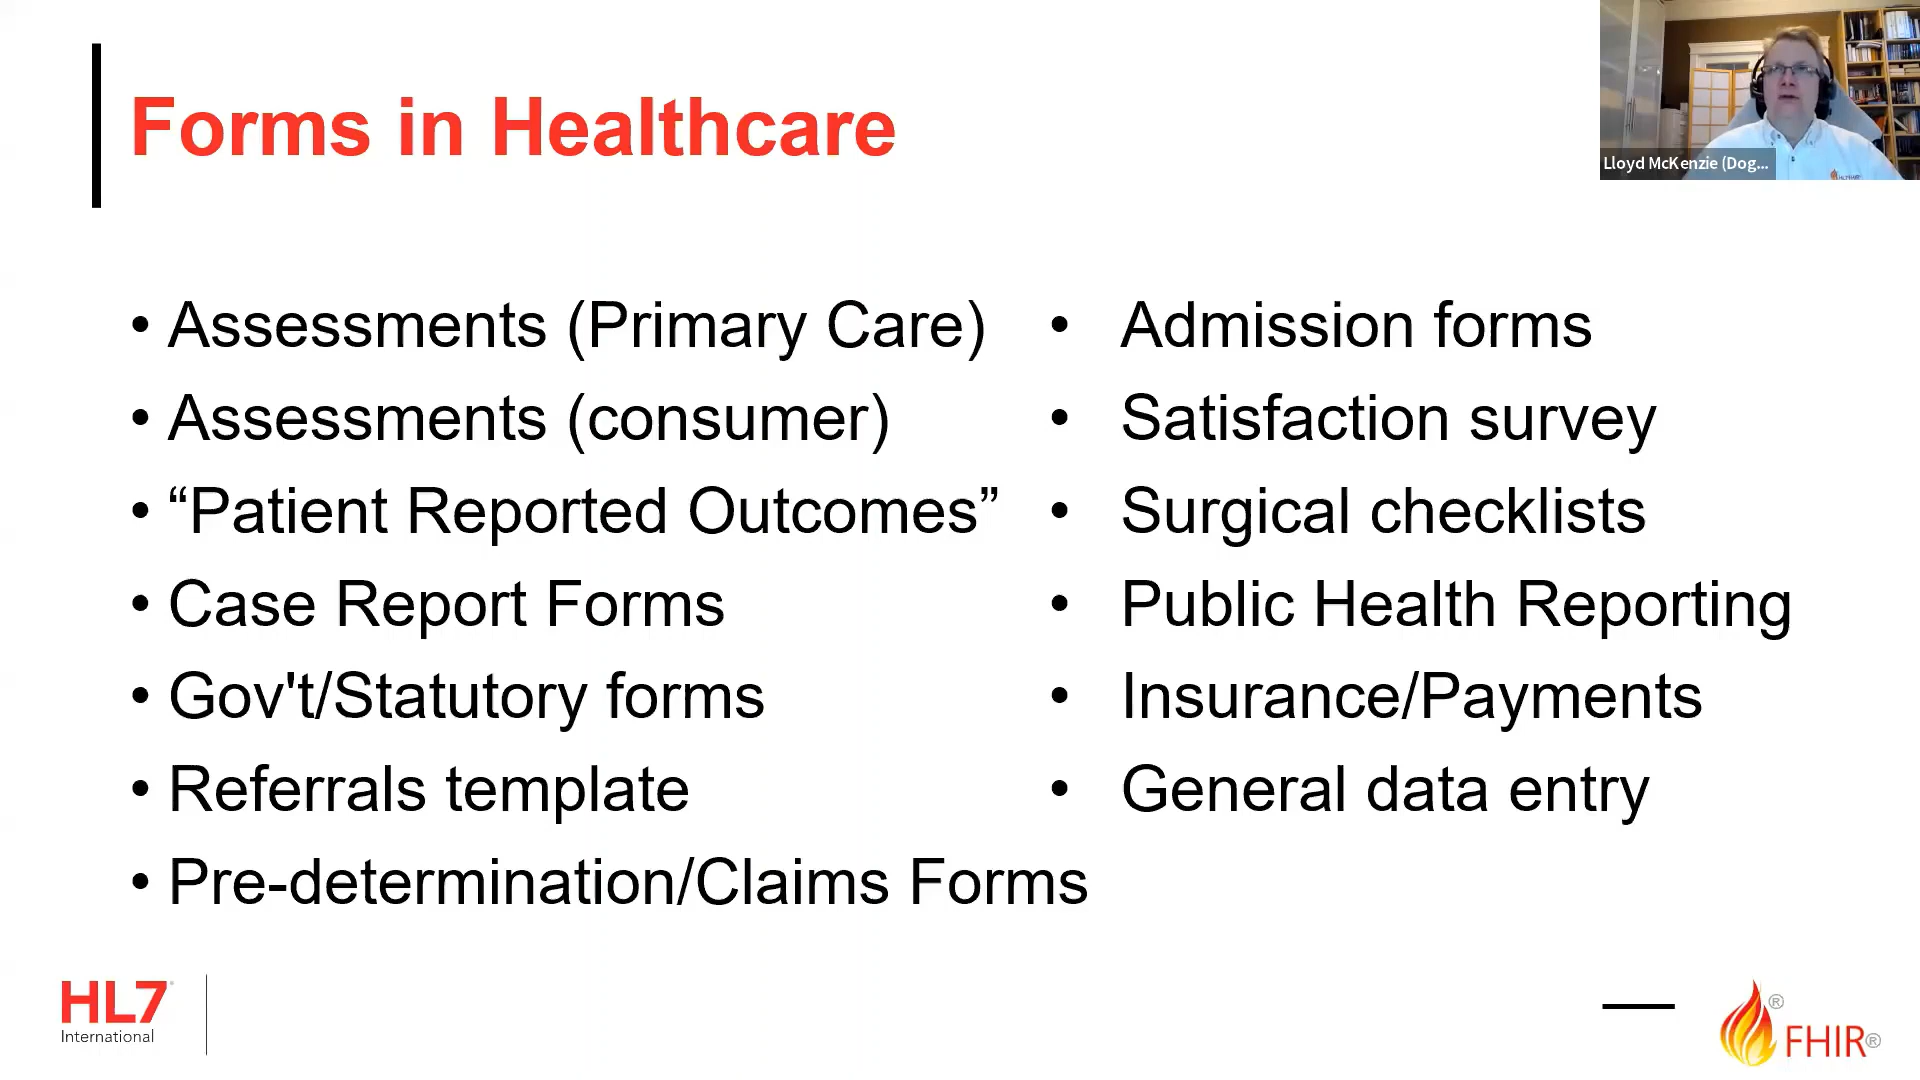 Forms in Healthcare
Lloyd McKenzie (Dog...
• Assessments (Primary Care)
• Assessments (consumer)
• “Patient Reported Outcomes”
• Case Report Forms
• Gov't/Statutory forms
• Referrals template
• Pre-determination/Claims Forms
• Admission forms
• Satisfaction survey
• Surgical checklists
• Public Health Reporting
• Insurance/Payments
• General data entry
HL7®
International
®
FHIR®